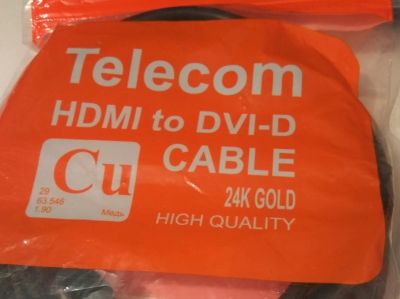 Telecom
HDMI to DVI-D
CABLE
Cu
29
63.546
1.90
Медь
24K GOLD
HIGH QUALITY